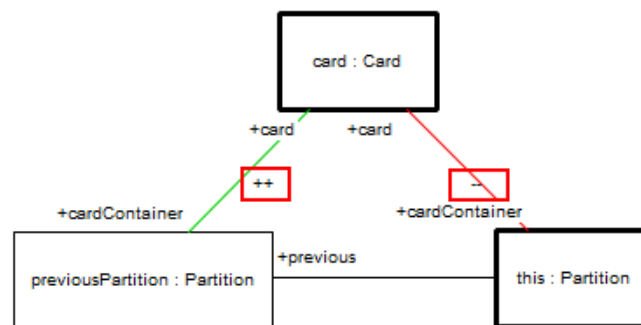 card : Card
+card
+card
++
--
+cardContainer
+cardContainer
previousPartition : Partition
+previous
this : Partition